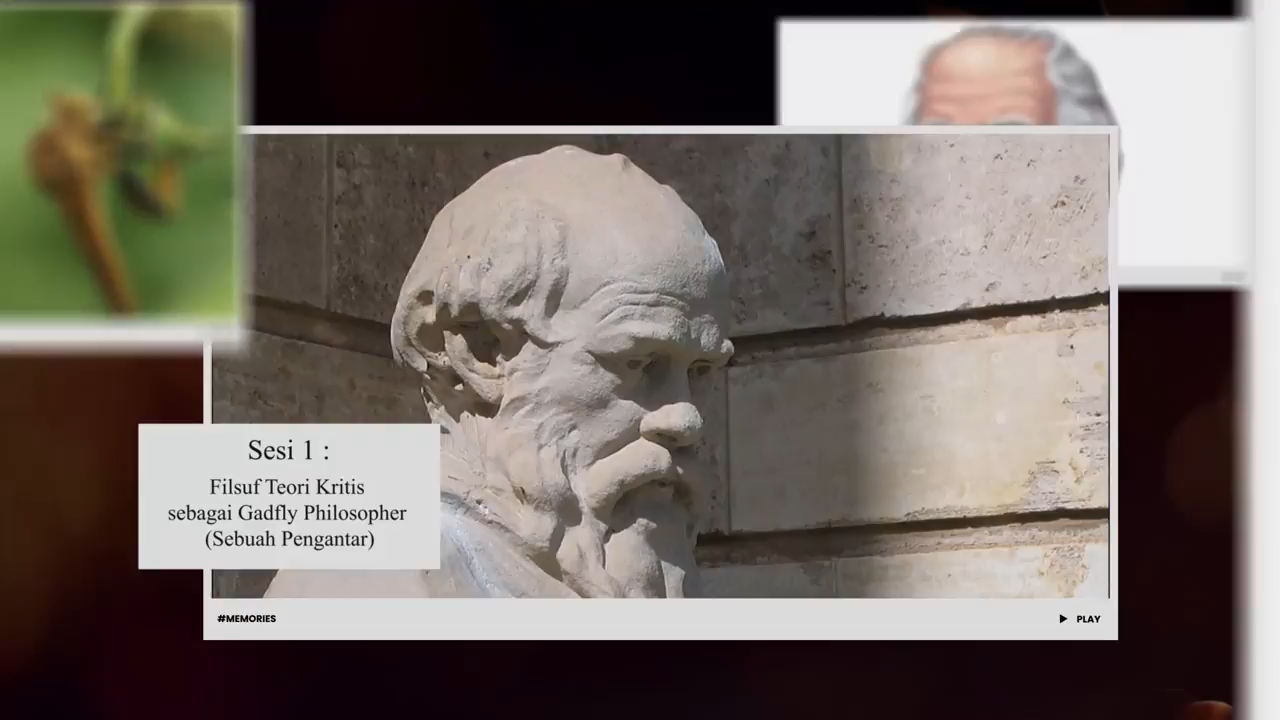 Sesi 1 :
Filsuf Teori Kritis
sebagai Gadfly Philosopher
(Sebuah Pengantar)
#MEMORIES
PLAY